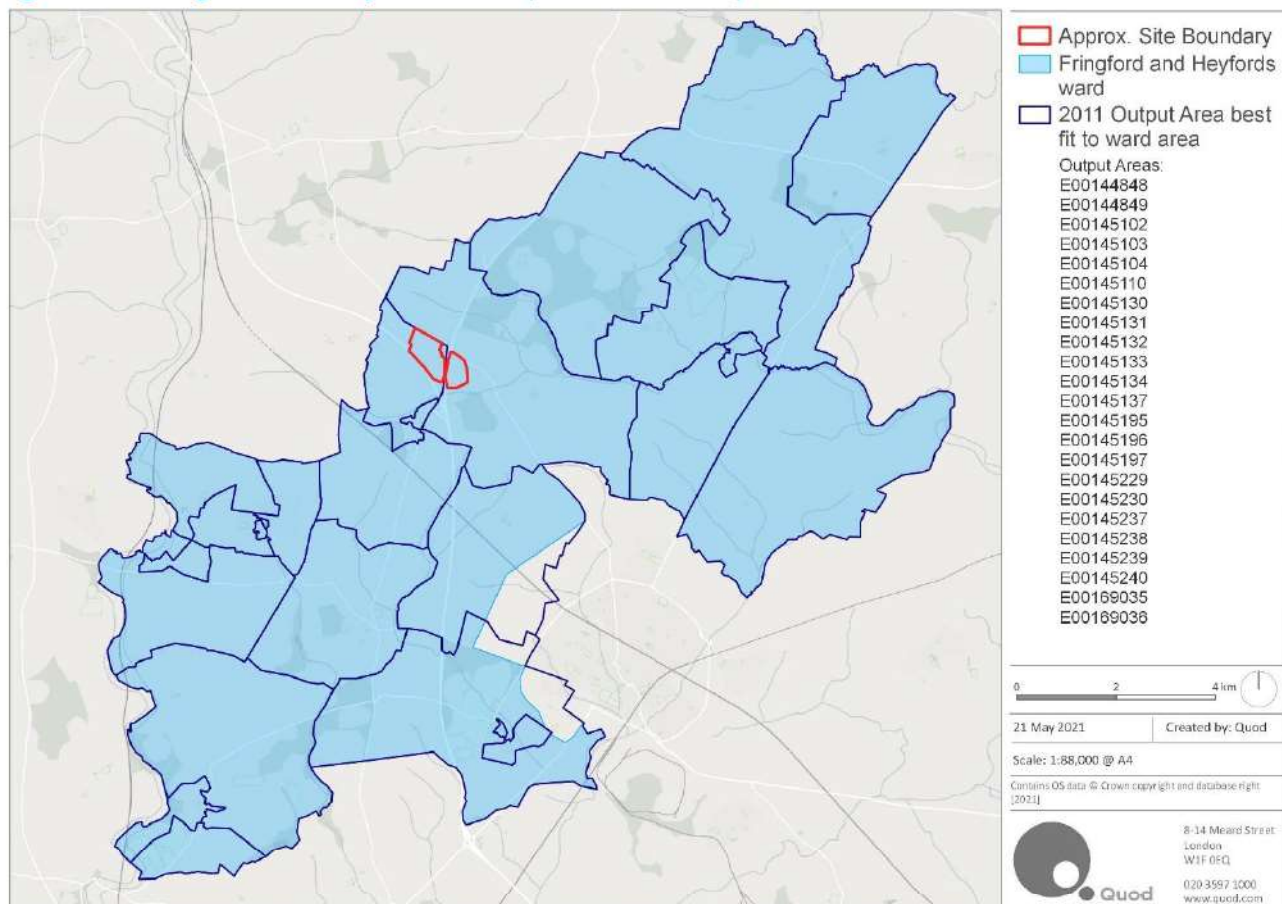 Approx. Site Boundary
Fringford and Heyfords
ward
2011 Output Area best
fit to ward area
Output Areas:
E00144848
E00144849
E00145102
E00145103
E00145104
E00145110
E00145130
E00145131
E00145132
E00145133
E00145134
E00145137
E00145195
E00145196
E00145197
E00145229
E00145230
E00145237
E00145238
E00145239
E00145240
E00169035
E00169036
0 2 4 km
21 May 2021
Created by: Quod
Scale: 1:88,000 @ A4
Contains OS data © Crown copyright and database right
[2021]
8-14 Meard Street
London
W1F 0EQ
020 3597 1000
www.quod.com
Quod